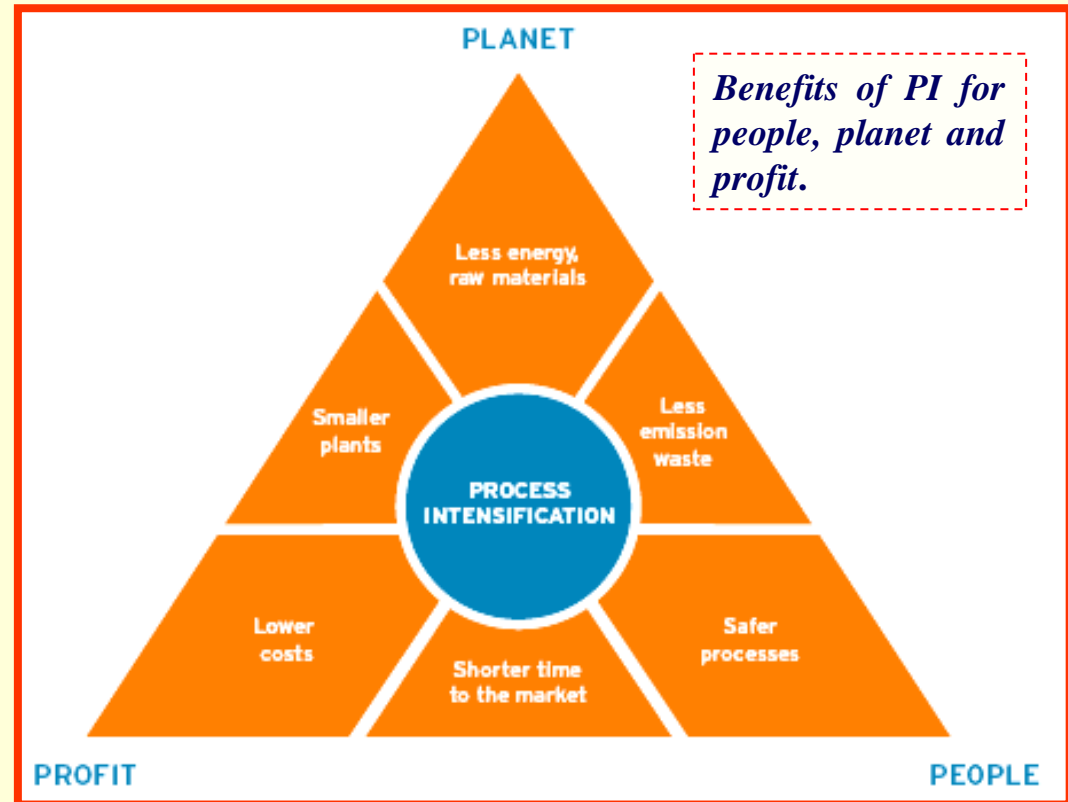 PLANET
Benefits of PI for
people, planet and
profit.
Less energy,
raw materials
Smaller
plants
Less
emission
waste
PROCESS
INTENSIFICATION
Lower
costs
Shorter time
to the market
Safer
processes
PROFIT
PEOPLE